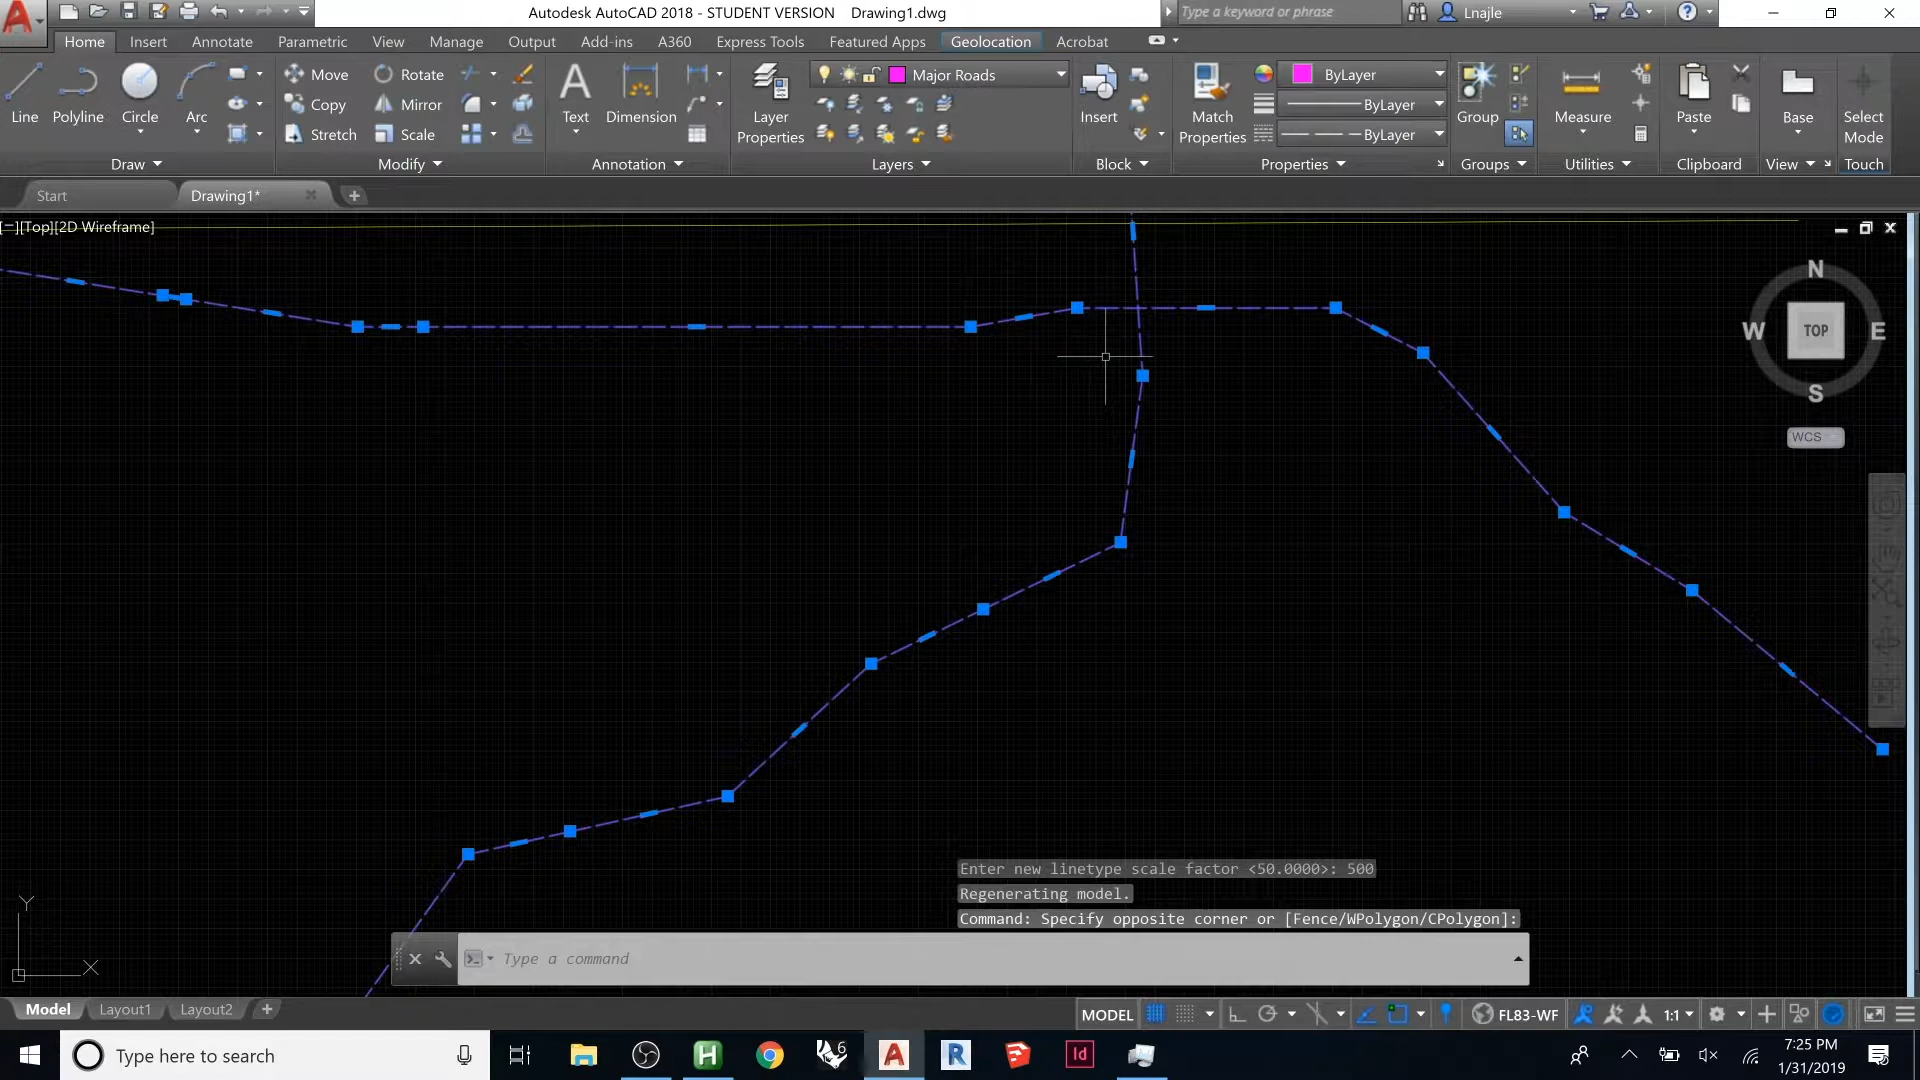 Autodesk AutoCAD 2018 - STUDENT VERSION Drawing1.dwg
Type a keyword or phrase
Lnajle
Home Insert Annotate Parametric View Manage Output Add-ins A360 Express Tools Featured Apps Geolocation Acrobat
Line Polyline Circle Arc
Draw
Move Rotate
Copy Mirror
Stretch Scale
Modify
Text Dimension
Annotation
Layer
Properties
Major Roads
Layers
Insert
Block
Match
Properties
ByLayer
ByLayer
ByLayer
Properties
Group
Groups
Measure
Utilities
Paste
Clipboard
Base
View
Select
Mode
Touch
Start Drawing1*
[−][Top][2D Wireframe]
N
W TOP E
S
WCS
Enter new linetype scale factor <50.0000>: 500
Regenerating model.
Command: Specify opposite corner or [Fence/WPolygon/CPolygon]:
Type a command
Y
X
Model Layout1 Layout2
MODEL FL83-WF 1:1
Type here to search
H
6
A
R
Id
7:25 PM
1/31/2019